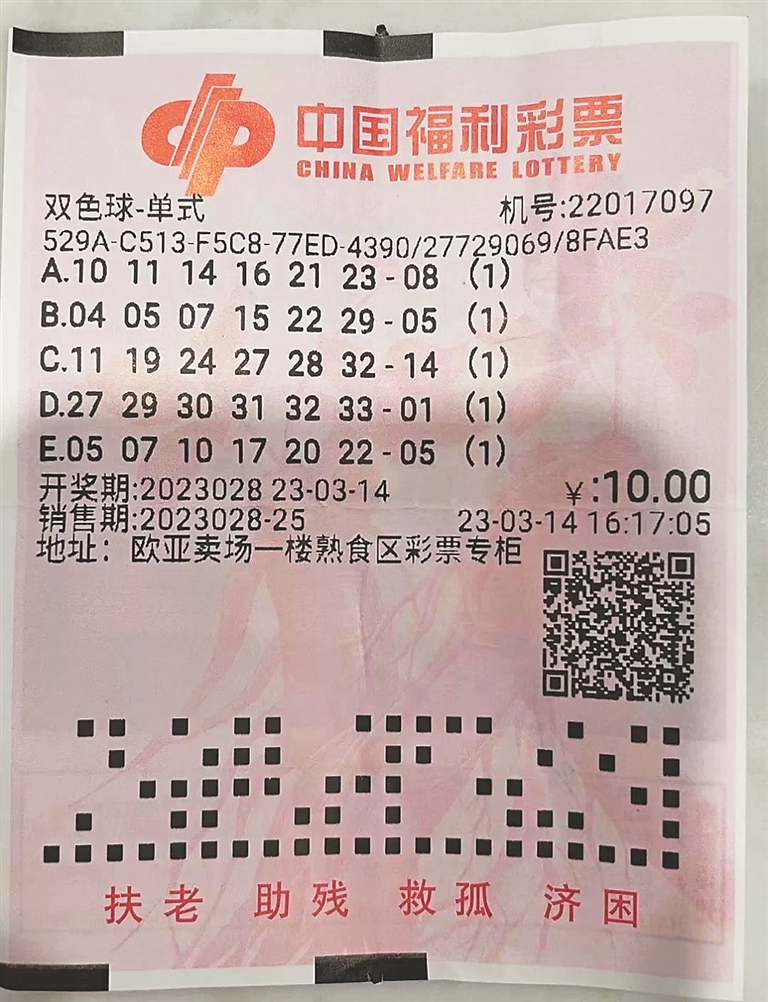 中国福利彩票
CHINA WELFARE LOTTERY
双色球-单式 机号:22017097
529A-C513-F5C8-77ED-4390/27729069/8FAE3
A.10 11 14 16 21 23-08 (1)
B.04 05 07 15 22 29-05 (1)
C.11 19 24 27 28 32-14 (1)
D.27 29 30 31 32 33-01 (1)
E.05 07 10 17 20 22-05 (1)
开奖期:2023028 23-03-14 ¥:10.00
销售期:2023028-25 23-03-14 16:17:05
地址: 欧亚卖场一楼熟食区彩票专柜
扶老 助残 救孤 济困